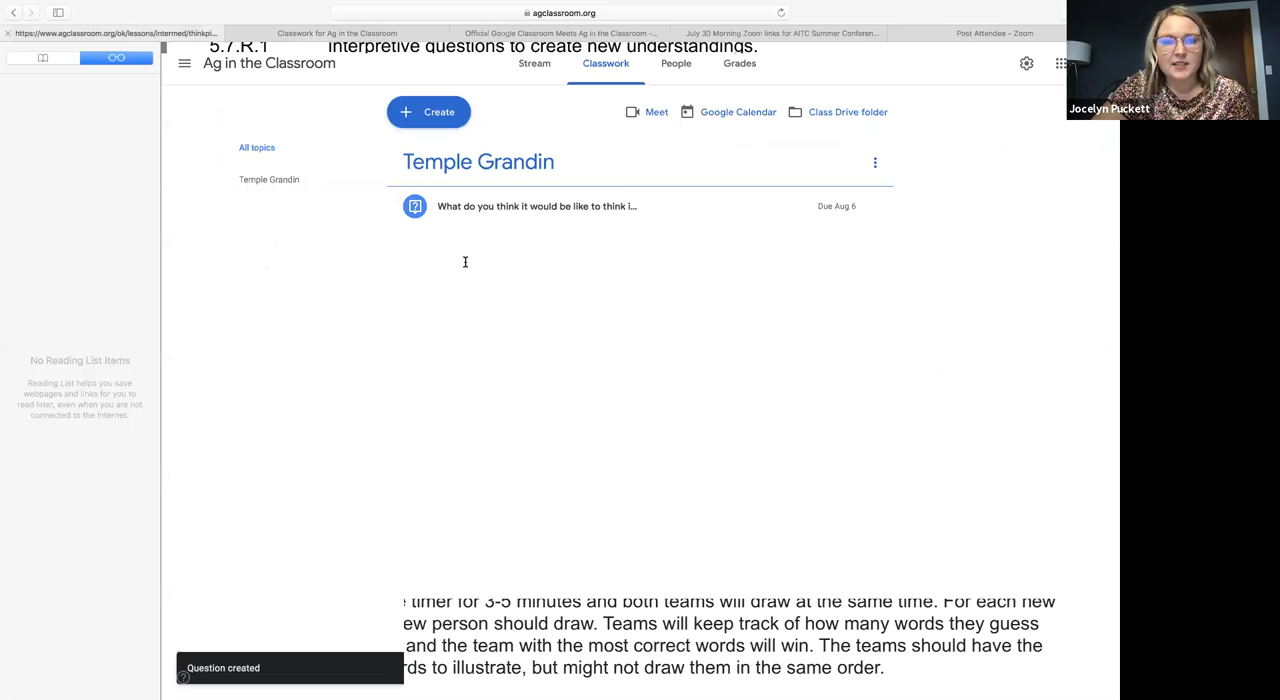 https://www.agclassroom.org/ok/lessons/intermed/thinkpi...
agclassroom.org
Classwork for Ag in the Classroom
Official Google Classroom Meets Ag in the Classroom -...
July 30 Morning Zoom links for AITC Summer Conferen...
Post Attendee - Zoom
5.7.R.1 Interpretive questions to create new understandings.
Ag in the Classroom
Stream
Classwork
People
Grades
Jocelyn Puckett
+ Create
Meet
Google Calendar
Class Drive folder
All topics
Temple Grandin
Temple Grandin
What do you think it would be like to think i...
Due Aug 6
No Reading List Items
Reading List helps you save
webpages and links for you to
read later, even when you are not
connected to the Internet.
timer for 3-5 minutes and both teams will draw at the same time. For each new
ew person should draw. Teams will keep track of how many words they guess
and the team with the most correct words will win. The teams should have the
rds to illustrate, but might not draw them in the same order.
Question created